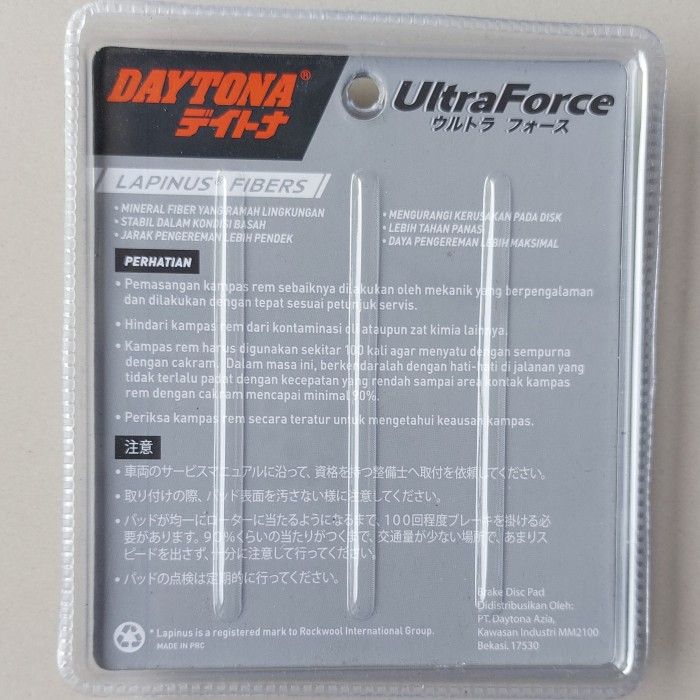 DAYTONA®
デイトナ
UltraForce
ウルトラ フォース
LAPINUS® FIBERS
• MINERAL FIBER YANG RAMAH LINGKUNGAN
• STABIL DALAM KONDISI BASAH
• JARAK PENGEREMAN LEBIH PENDEK
• MENGURANGI KERUSAKAN PADA DISK
• LEBIH TAHAN PANAS
• DAYA PENGEREMAN LEBIH MAKSIMAL
PERHATIAN
• Pemasangan kampas rem sebaiknya dilakukan oleh mekanik yang berpengalaman
dan dilakukan dengan tepat sesuai petunjuk servis.
• Hindari kampas rem dari kontaminasi oli ataupun zat kimia lainnya.
• Kampas rem harus digunakan sekitar 100 kali agar menyatu dengan sempurna
dengan cakram. Dalam masa ini, berkendaralah dengan hati-hati di jalanan yang
tidak terlalu padat dengan kecepatan yang rendah sampai area kontak kampas
rem dengan cakram mencapai minimal 90%.
• Periksa kampas rem secara teratur untuk mengetahui keausan kampas.
注意
• 車両のサービスマニュアルに沿って、資格を持つ整備士へ取付を依頼してください。
• 取り付けの際、パッド表面を汚さない様に注意してください。
• パッドが均一にローターに当たるようになるまで、100回程度ブレーキを掛ける必
要があります。90%くらいの当たりがつくまで、交通量が少ない場所で、あまりス
ピードを出さず、十分に注意して行ってください。
• パッドの点検は定期的に行ってください。
* Lapinus is a registered mark to Rockwool International Group.
MADE IN PRC
Brake Disc Pad
Didistribusikan Oleh:
PT. Daytona Azia,
Kawasan Industri MM2100
Bekasi. 17530